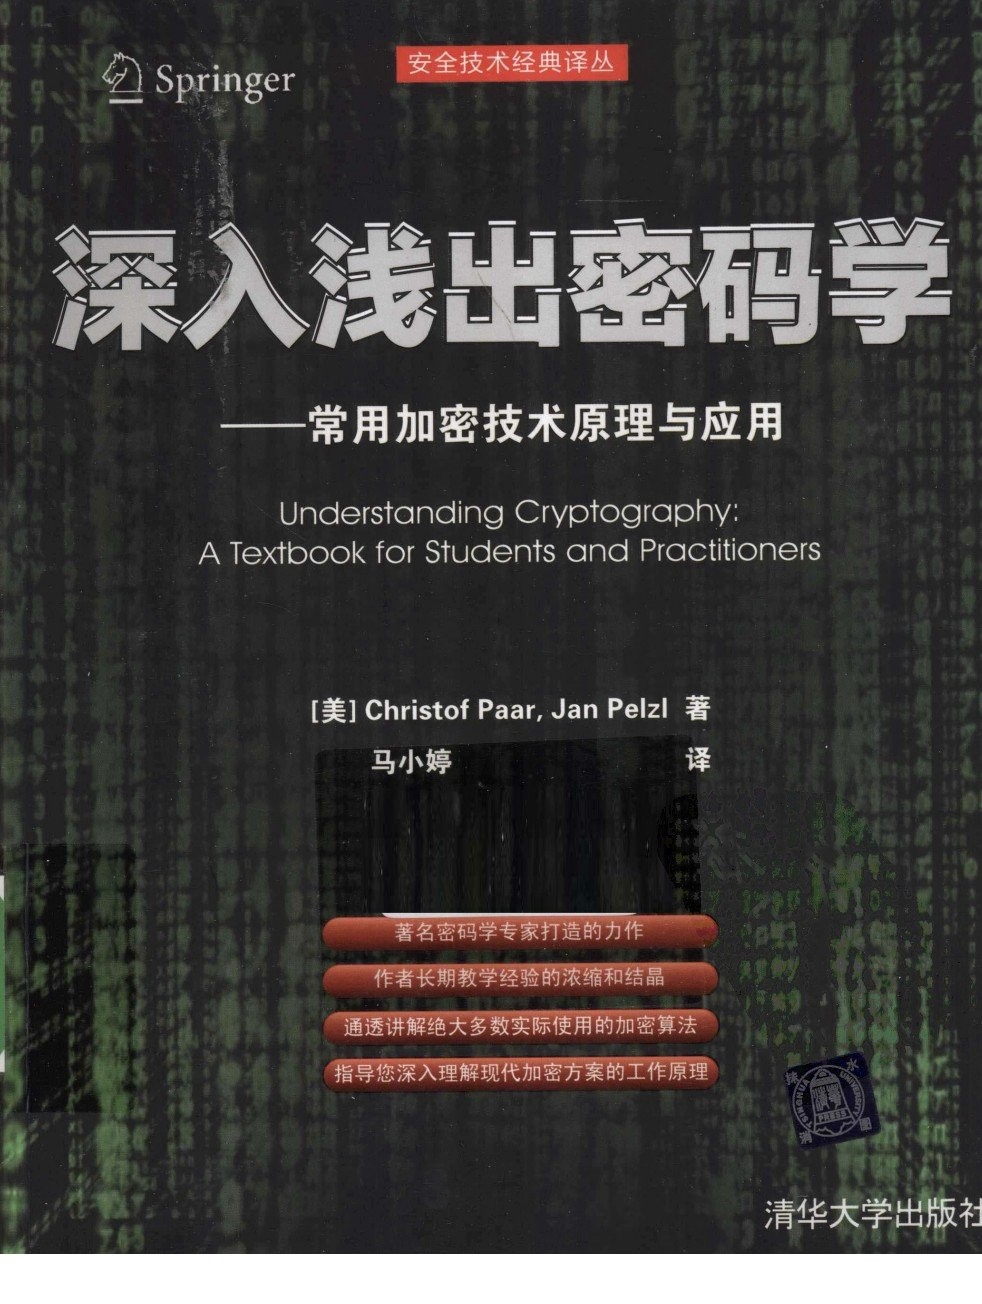 Springer
安全技术经典译丛
深入浅出密码学
——常用加密技术原理与应用
Understanding Cryptography:
A Textbook for Students and Practitioners
[美] Christof Paar, Jan Pelzl 著
马小婷 译
著名密码学专家打造的力作
作者长期教学经验的浓缩和结晶
通透讲解绝大多数实际使用的加密算法
指导您深入理解现代加密方案的工作原理
TSINGHUA UNIVERSITY
PRESS
清华大学出版社